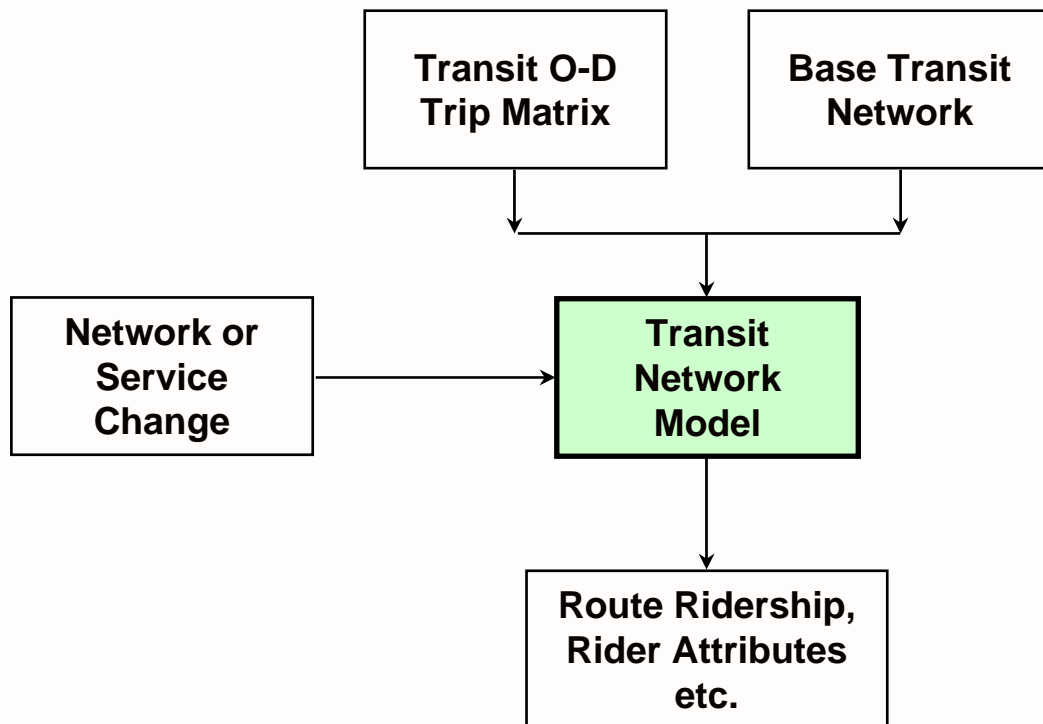 Transit O-D
Trip Matrix
Base Transit
Network
Network or
Service
Change
Transit
Network
Model
Route Ridership,
Rider Attributes
etc.